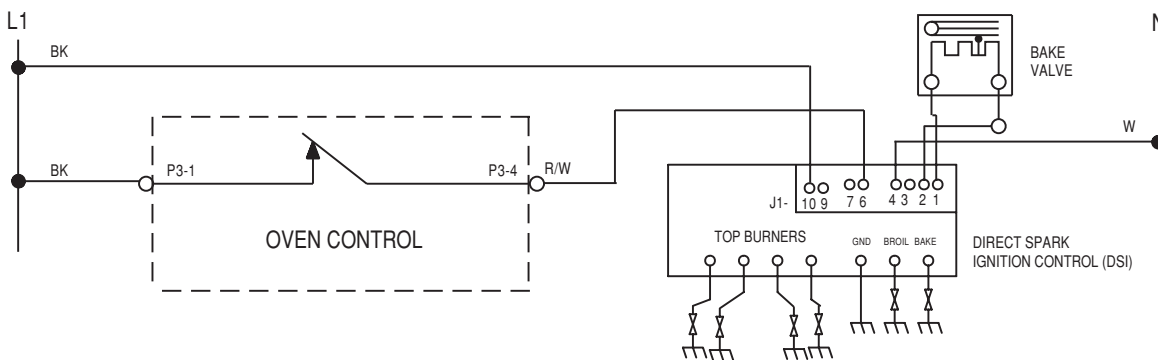 L1
N
BK
BAKE
VALVE
W
BK
P3-1
P3-4
R/W
J1-
10 9 7 6 4 3 2 1
OVEN CONTROL
TOP BURNERS
GND BROIL BAKE
DIRECT SPARK
IGNITION CONTROL (DSI)